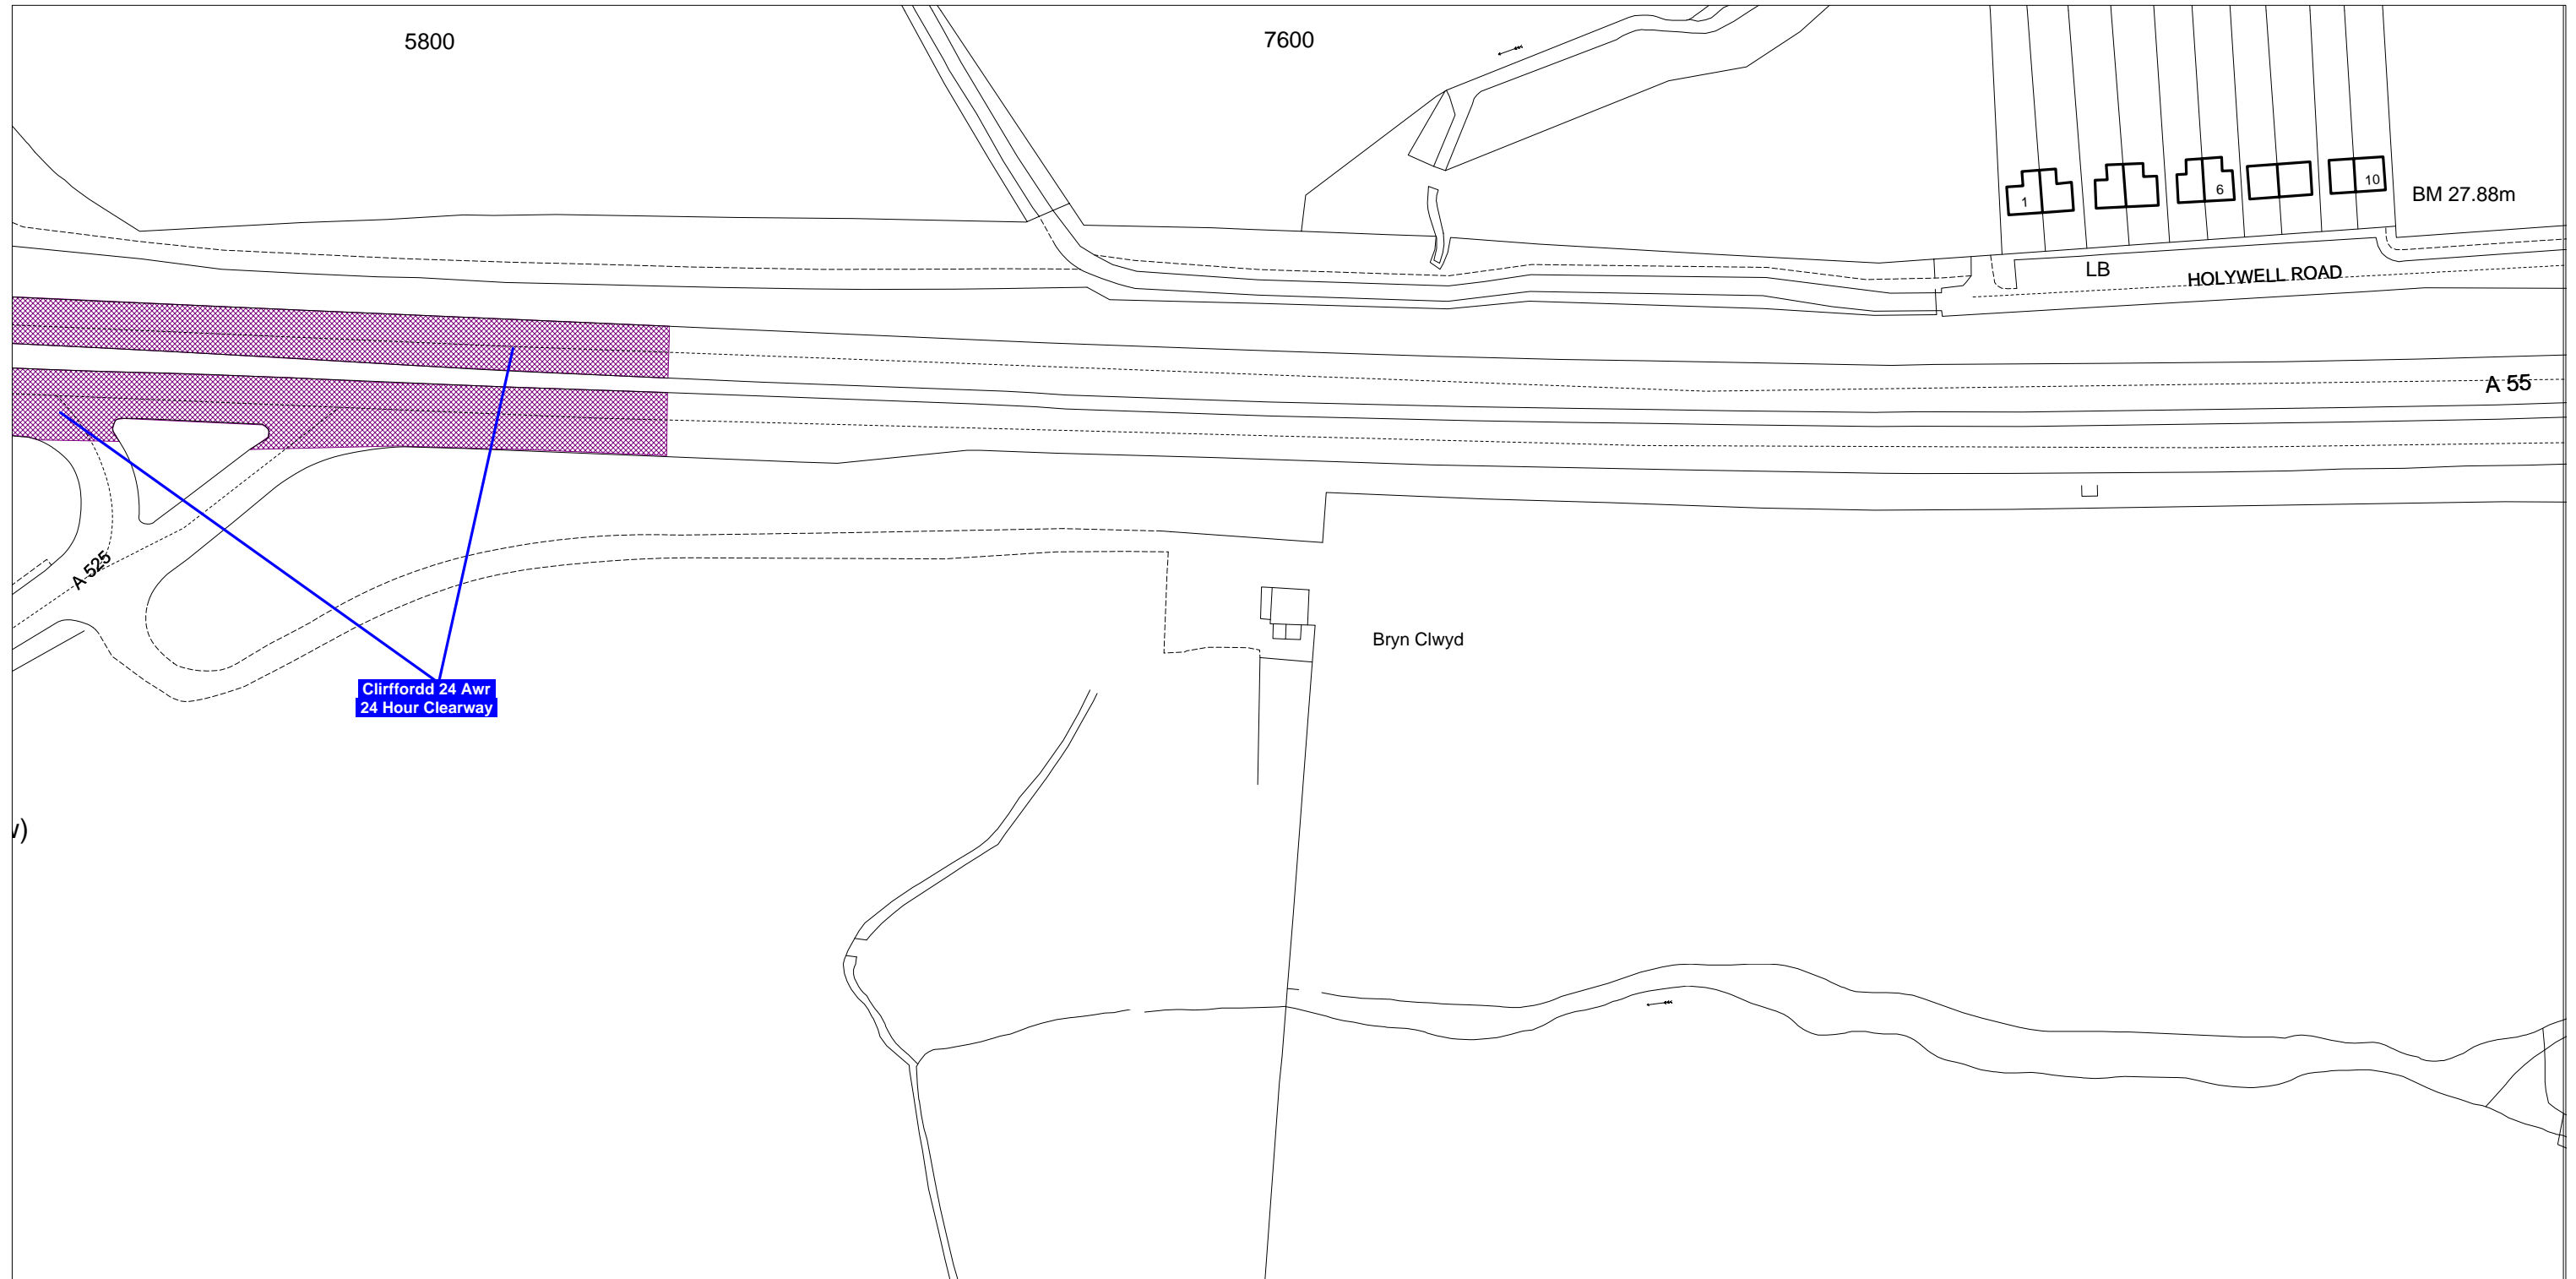 5800
7600
1
6
10
BM 27.88m
LB
HOLYWELL ROAD
A 55
A 525
Bryn Clwyd
Clirffordd 24 Awr
24 Hour Clearway